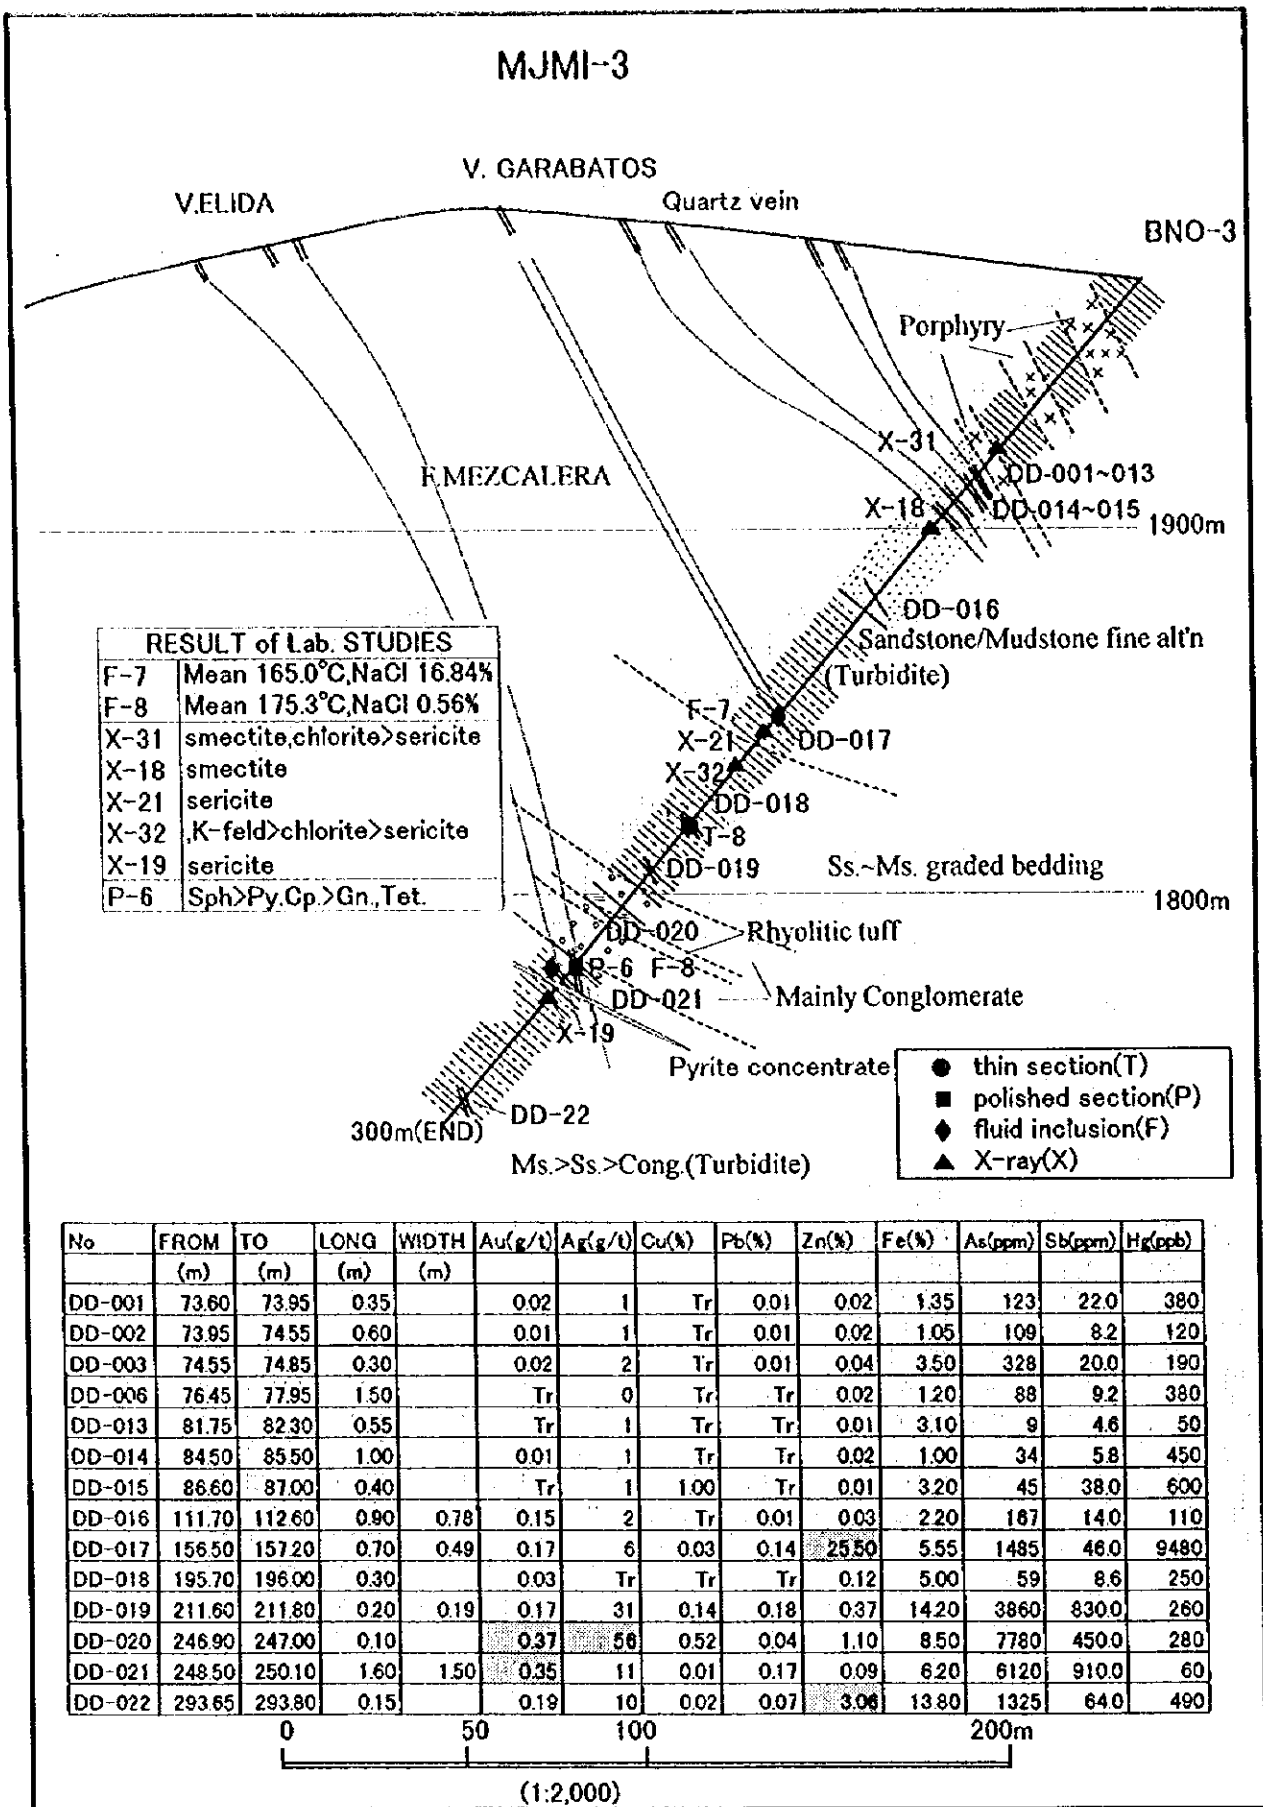 MJMI-3
V. GARABATOS
V.ELIDA
Quartz vein
BNO-3
Porphyry
X-31
F.MEZCALERA
DD-001~013
X-18
DD-014~015
1900m
DD-016
Sandstone/Mudstone fine alt'n
(Turbidite)
RESULT of Lab. STUDIES
F-7 Mean 165.0°C,NaCl 16.84%
F-8 Mean 175.3°C,NaCl 0.56%
X-31 smectite,chlorite>sericite
X-18 smectite
X-21 sericite
X-32 ,K-feld>chlorite>sericite
X-19 sericite
P-6 Sph>Py.Cp.>Gn.,Tet.
F-7
X-21
DD-017
X-32
DD-018
T-8
DD-019
Ss.~Ms. graded bedding
1800m
DD-020
Rhyolitic tuff
P-6 F-8
DD-021
Mainly Conglomerate
X-19
Pyrite concentrate
DD-22
300m(END)
Ms.>Ss.>Cong.(Turbidite)
● thin section(T)
■ polished section(P)
♦ fluid inclusion(F)
▲ X-ray(X)
No FROM TO LONG WIDTH Au(g/t) Ag(g/t) Cu(%) Pb(%) Zn(%) Fe(%) As(ppm) Sb(ppm) Hg(ppb)
(m) (m) (m) (m)
DD-001 73.60 73.95 0.35 0.02 1 Tr 0.01 0.02 1.35 123 22.0 380
DD-002 73.95 74.55 0.60 0.01 1 Tr 0.01 0.02 1.05 109 8.2 120
DD-003 74.55 74.85 0.30 0.02 2 Tr 0.01 0.04 3.50 328 20.0 190
DD-006 76.45 77.95 1.50 Tr 0 Tr Tr 0.02 1.20 88 9.2 380
DD-013 81.75 82.30 0.55 Tr 1 Tr Tr 0.01 3.10 9 4.6 50
DD-014 84.50 85.50 1.00 0.01 1 Tr Tr 0.02 1.00 34 5.8 450
DD-015 86.60 87.00 0.40 Tr 1 1.00 Tr 0.01 3.20 45 38.0 600
DD-016 111.70 112.60 0.90 0.78 0.15 2 Tr 0.01 0.03 2.20 167 14.0 110
DD-017 156.50 157.20 0.70 0.49 0.17 6 0.03 0.14 25.50 5.55 1485 46.0 9480
DD-018 195.70 196.00 0.30 0.03 Tr Tr Tr 0.12 5.00 59 8.6 250
DD-019 211.60 211.80 0.20 0.19 0.17 31 0.14 0.18 0.37 14.20 3860 830.0 260
DD-020 246.90 247.00 0.10 0.37 56 0.52 0.04 1.10 8.50 7780 450.0 280
DD-021 248.50 250.10 1.60 1.50 0.35 11 0.01 0.17 0.09 6.20 6120 910.0 60
DD-022 293.65 293.80 0.15 0.19 10 0.02 0.07 3.06 13.80 1325 64.0 490
0 50 100 200m
(1:2,000)